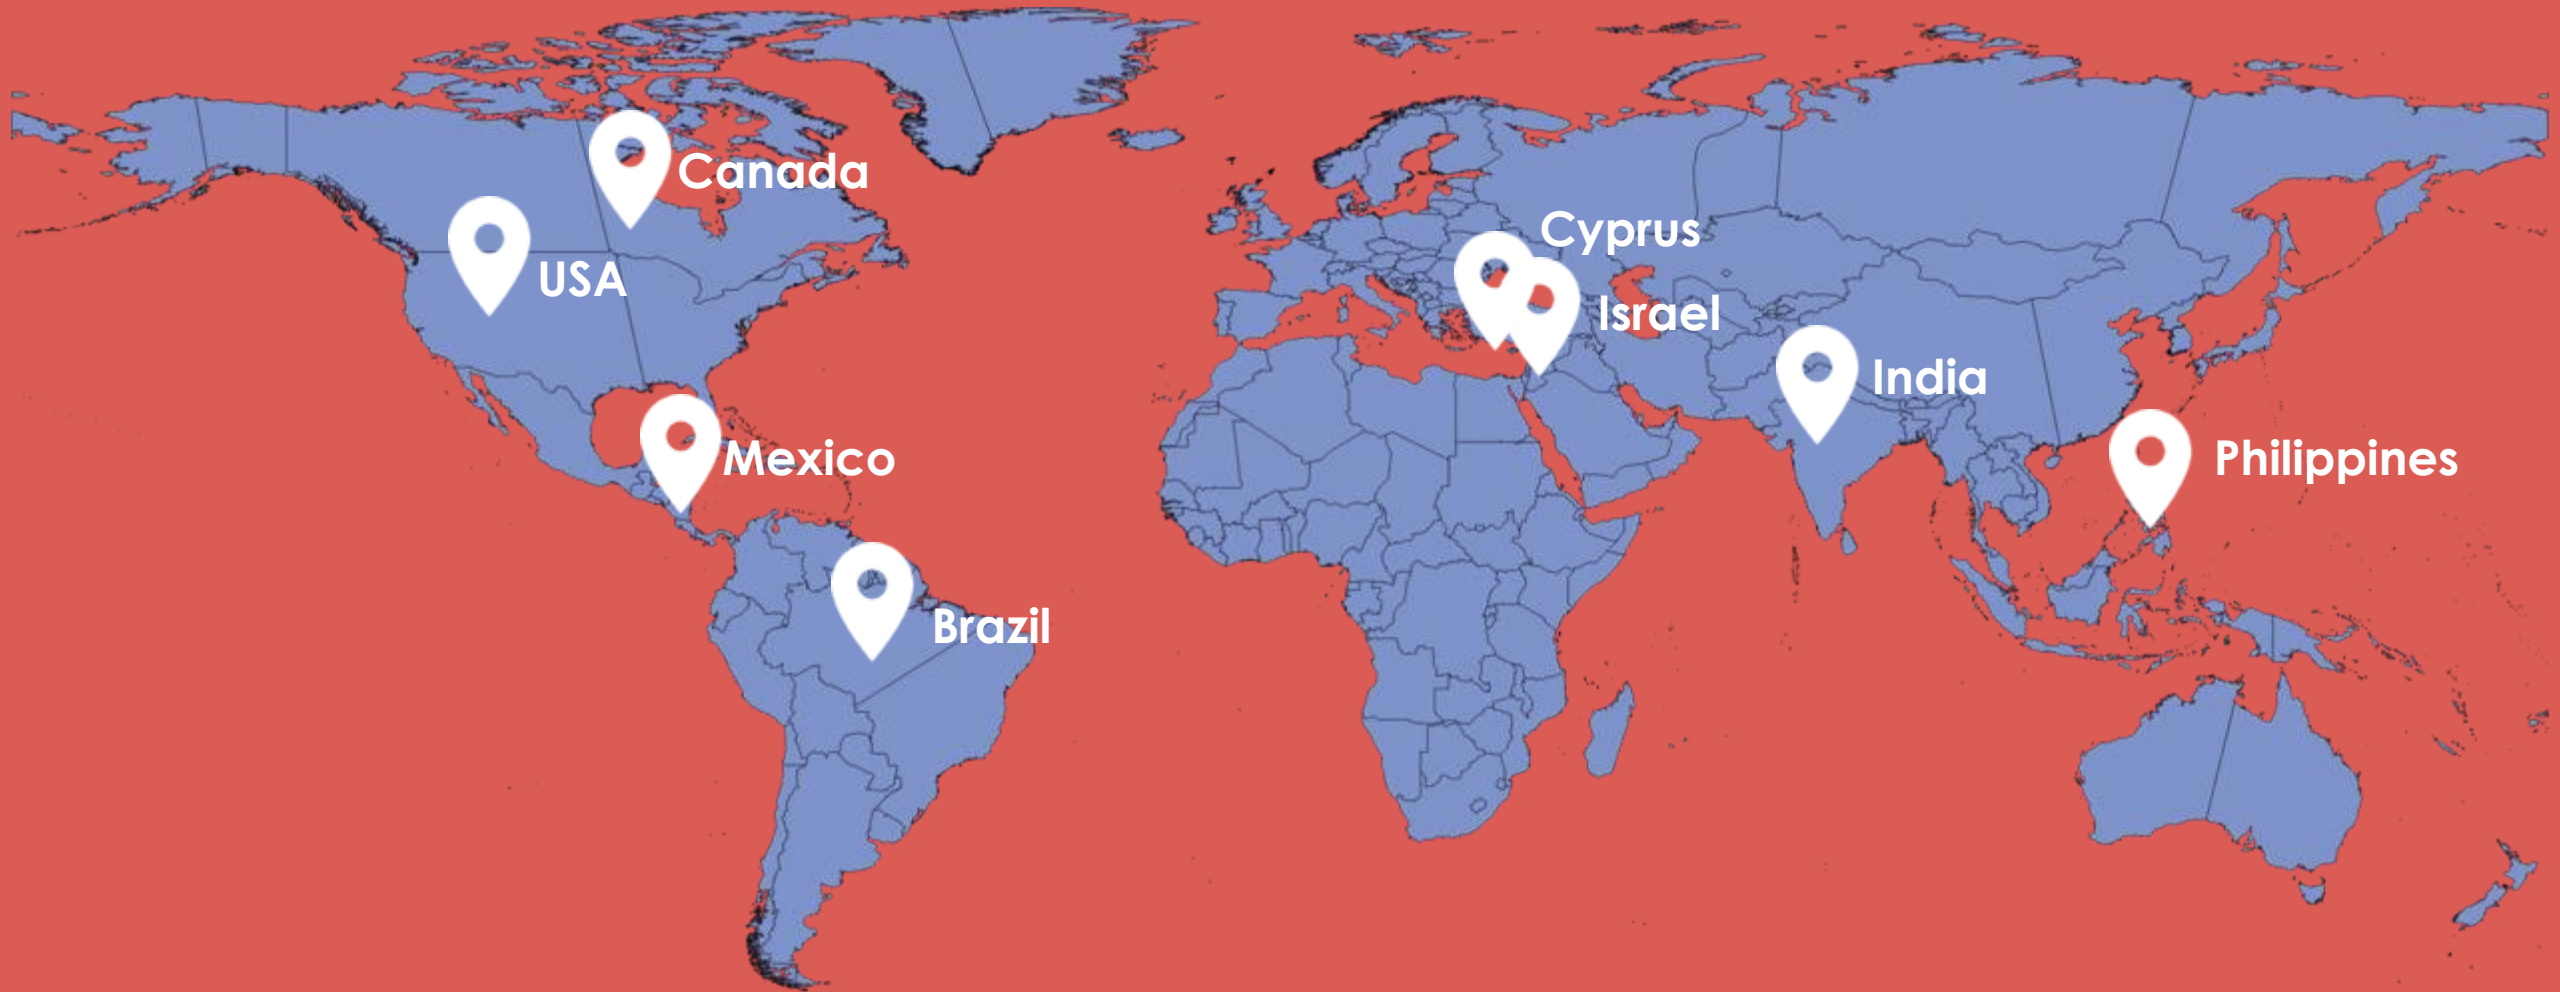 Canada
Cyprus
USA
Israel
India
Mexico
Philippines
Brazil